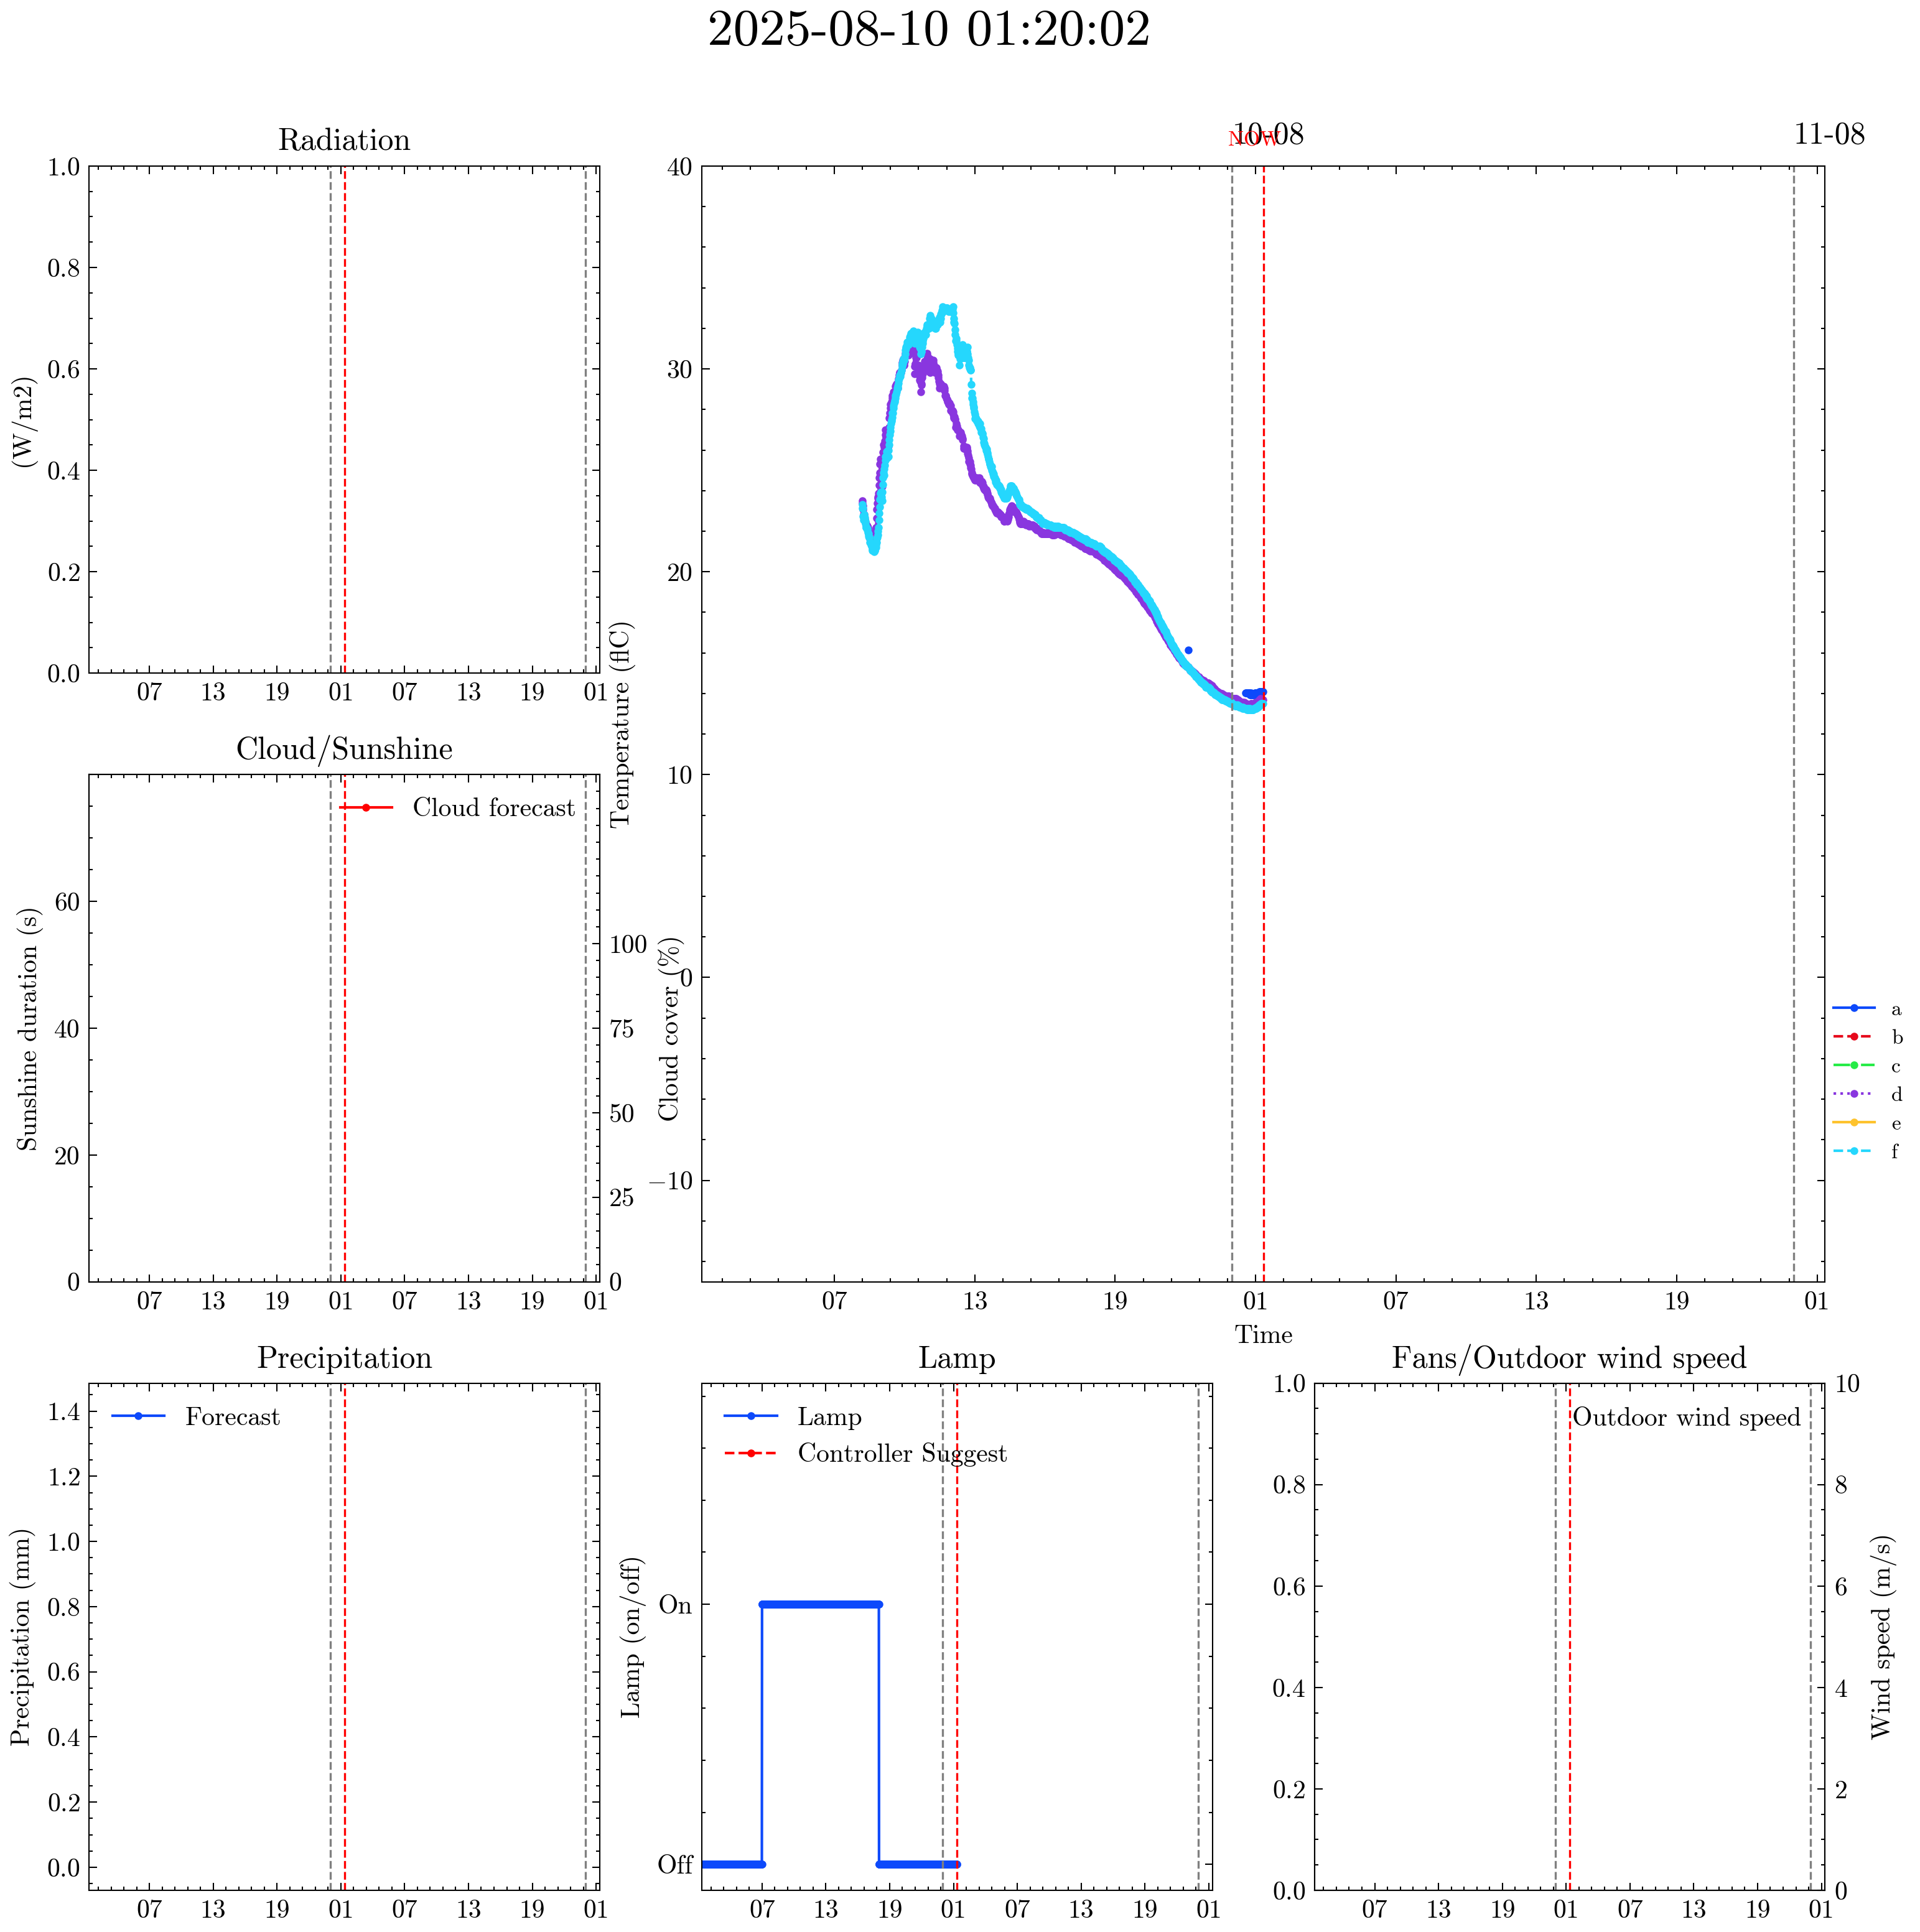 2025-08-10 01:20:02
Radiation
(W/m2)
1.0
0.8
0.6
0.4
0.2
0.0
07 13 19 01 07 13 19 01
NOW
10-08
11-08
Temperature (flC)
40
30
20
10
0
−10
07 13 19 01 07 13 19 01
Time
a
b
c
d
e
f
Cloud/Sunshine
Cloud forecast
Sunshine duration (s)
60
40
20
0
Cloud cover (%)
100
75
50
25
0
07 13 19 01 07 13 19 01
Precipitation
Forecast
Precipitation (mm)
1.4
1.2
1.0
0.8
0.6
0.4
0.2
0.0
07 13 19 01 07 13 19 01
Lamp
Lamp
Controller Suggest
Lamp (on/off)
On
Off
07 13 19 01 07 13 19 01
Fans/Outdoor wind speed
Outdoor wind speed
1.0
0.8
0.6
0.4
0.2
0.0
10
8
6
4
2
0
Wind speed (m/s)
07 13 19 01 07 13 19 01